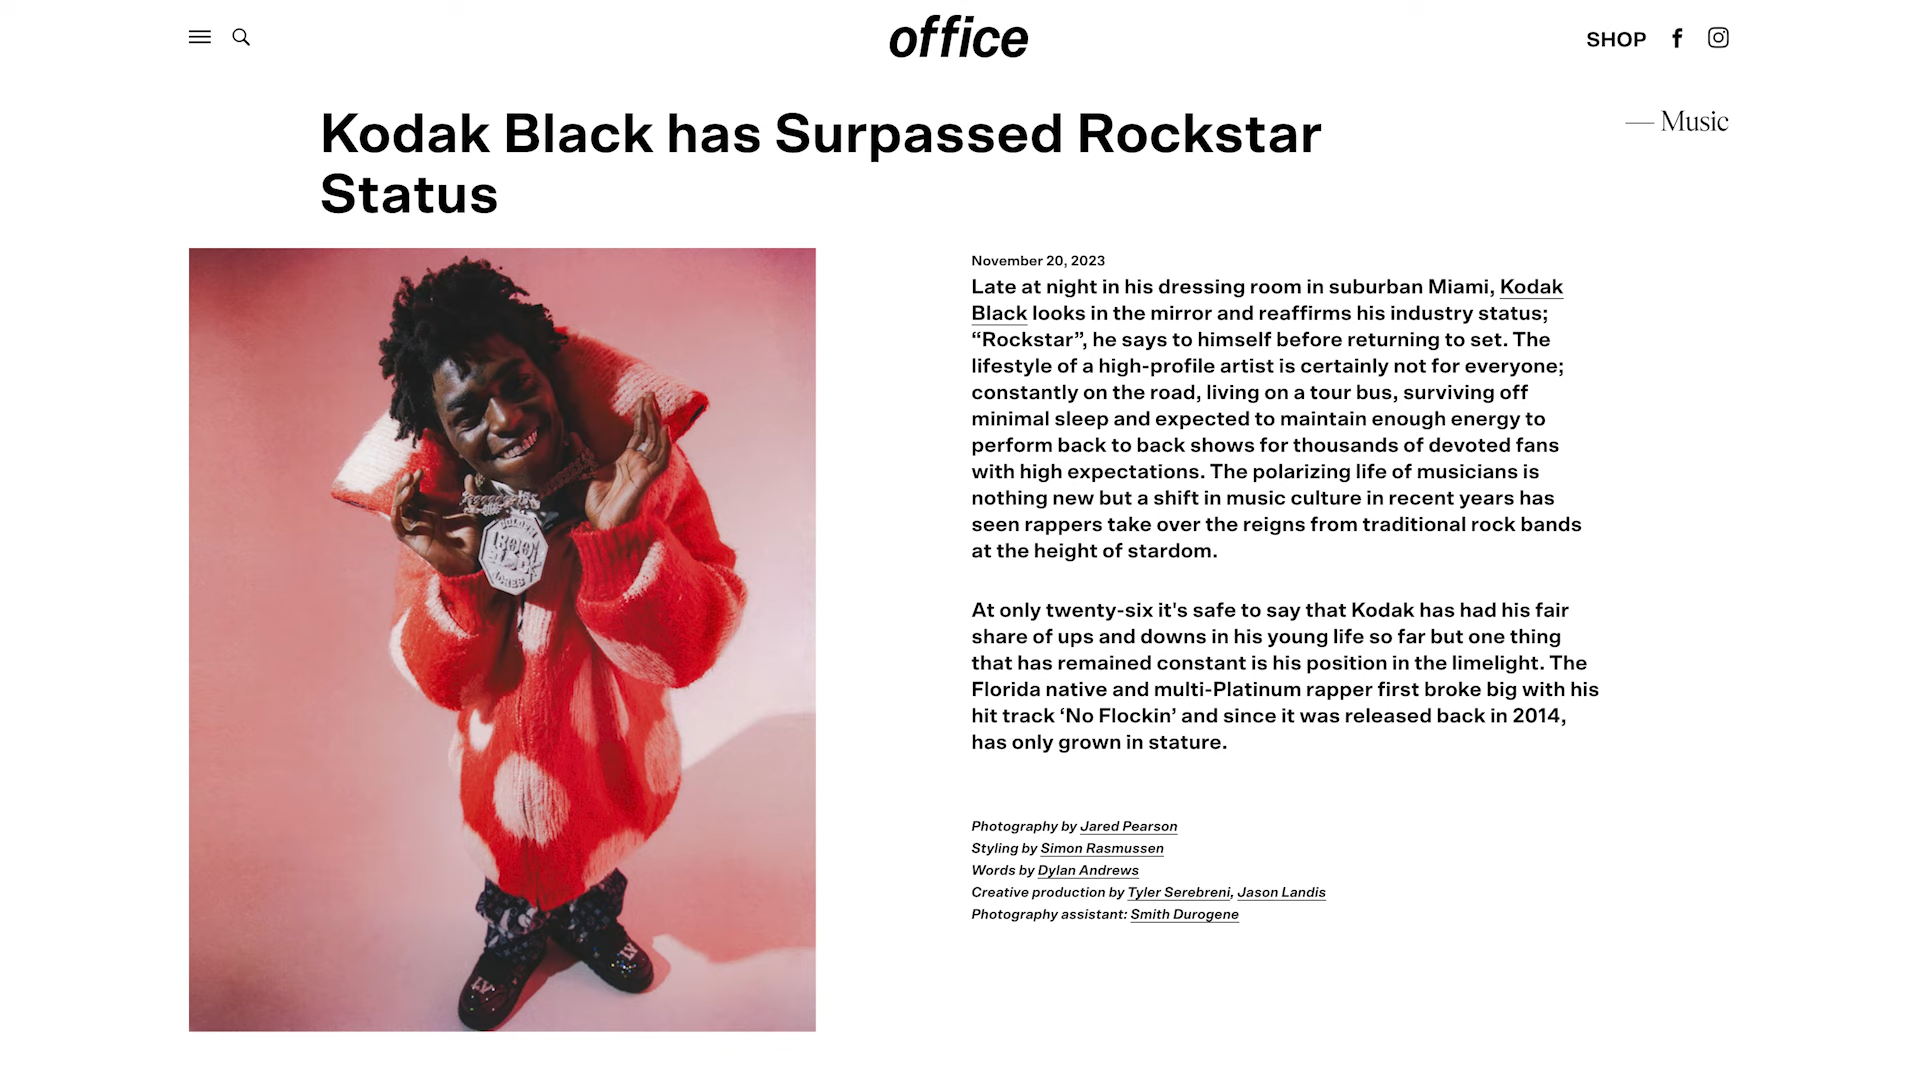 office
SHOP
Kodak Black has Surpassed Rockstar
Status
— Music
November 20, 2023
Late at night in his dressing room in suburban Miami, Kodak
Black looks in the mirror and reaffirms his industry status;
“Rockstar”, he says to himself before returning to set. The
lifestyle of a high-profile artist is certainly not for everyone;
constantly on the road, living on a tour bus, surviving off
minimal sleep and expected to maintain enough energy to
perform back to back shows for thousands of devoted fans
with high expectations. The polarizing life of musicians is
nothing new but a shift in music culture in recent years has
seen rappers take over the reigns from traditional rock bands
at the height of stardom.
At only twenty-six it's safe to say that Kodak has had his fair
share of ups and downs in his young life so far but one thing
that has remained constant is his position in the limelight. The
Florida native and multi-Platinum rapper first broke big with his
hit track ‘No Flockin’ and since it was released back in 2014,
has only grown in stature.
Photography by Jared Pearson
Styling by Simon Rasmussen
Words by Dylan Andrews
Creative production by Tyler Serebreni, Jason Landis
Photography assistant: Smith Durogene
GOLDEN
ACRES
LV
LV